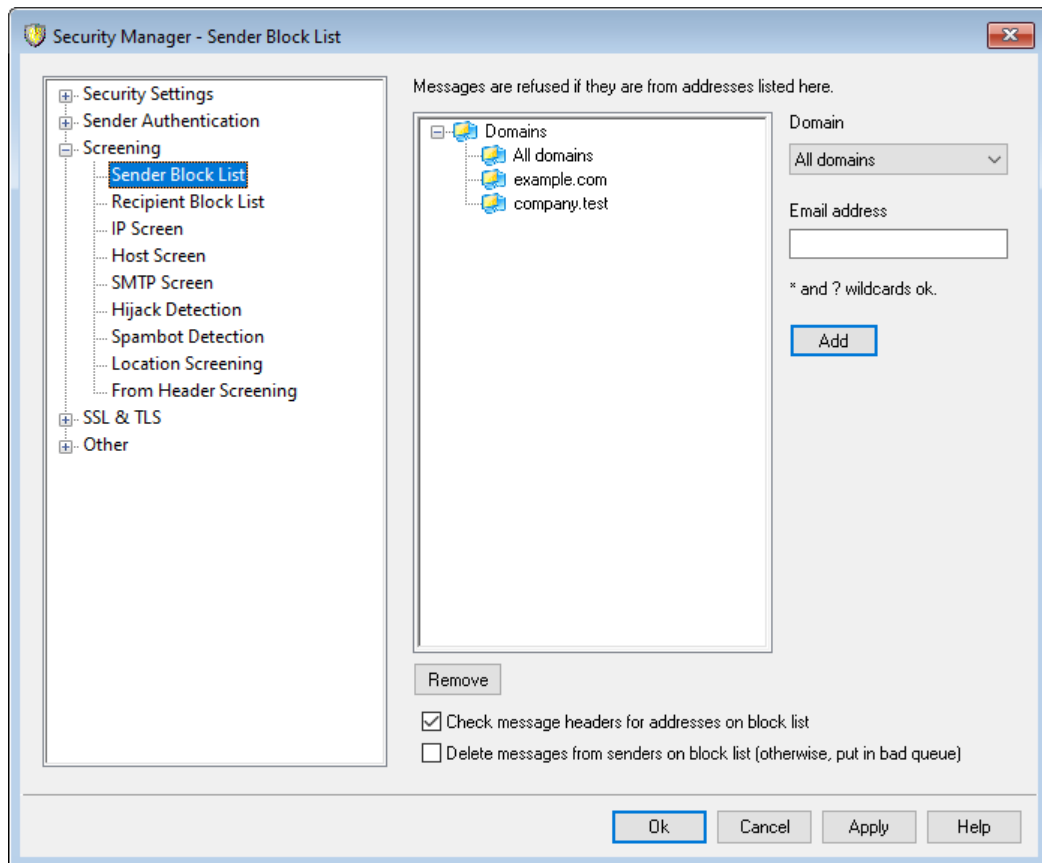 Security Manager - Sender Block List
Security Settings
Sender Authentication
Screening
Sender Block List
Recipient Block List
IP Screen
Host Screen
SMTP Screen
Hijack Detection
Spambot Detection
Location Screening
From Header Screening
SSL & TLS
Other
Messages are refused if they are from addresses listed here.
Domains
All domains
example.com
company.test
Domain
All domains
Email address
* and ? wildcards ok.
Add
Remove
Check message headers for addresses on block list
Delete messages from senders on block list (otherwise, put in bad queue)
Ok Cancel Apply Help